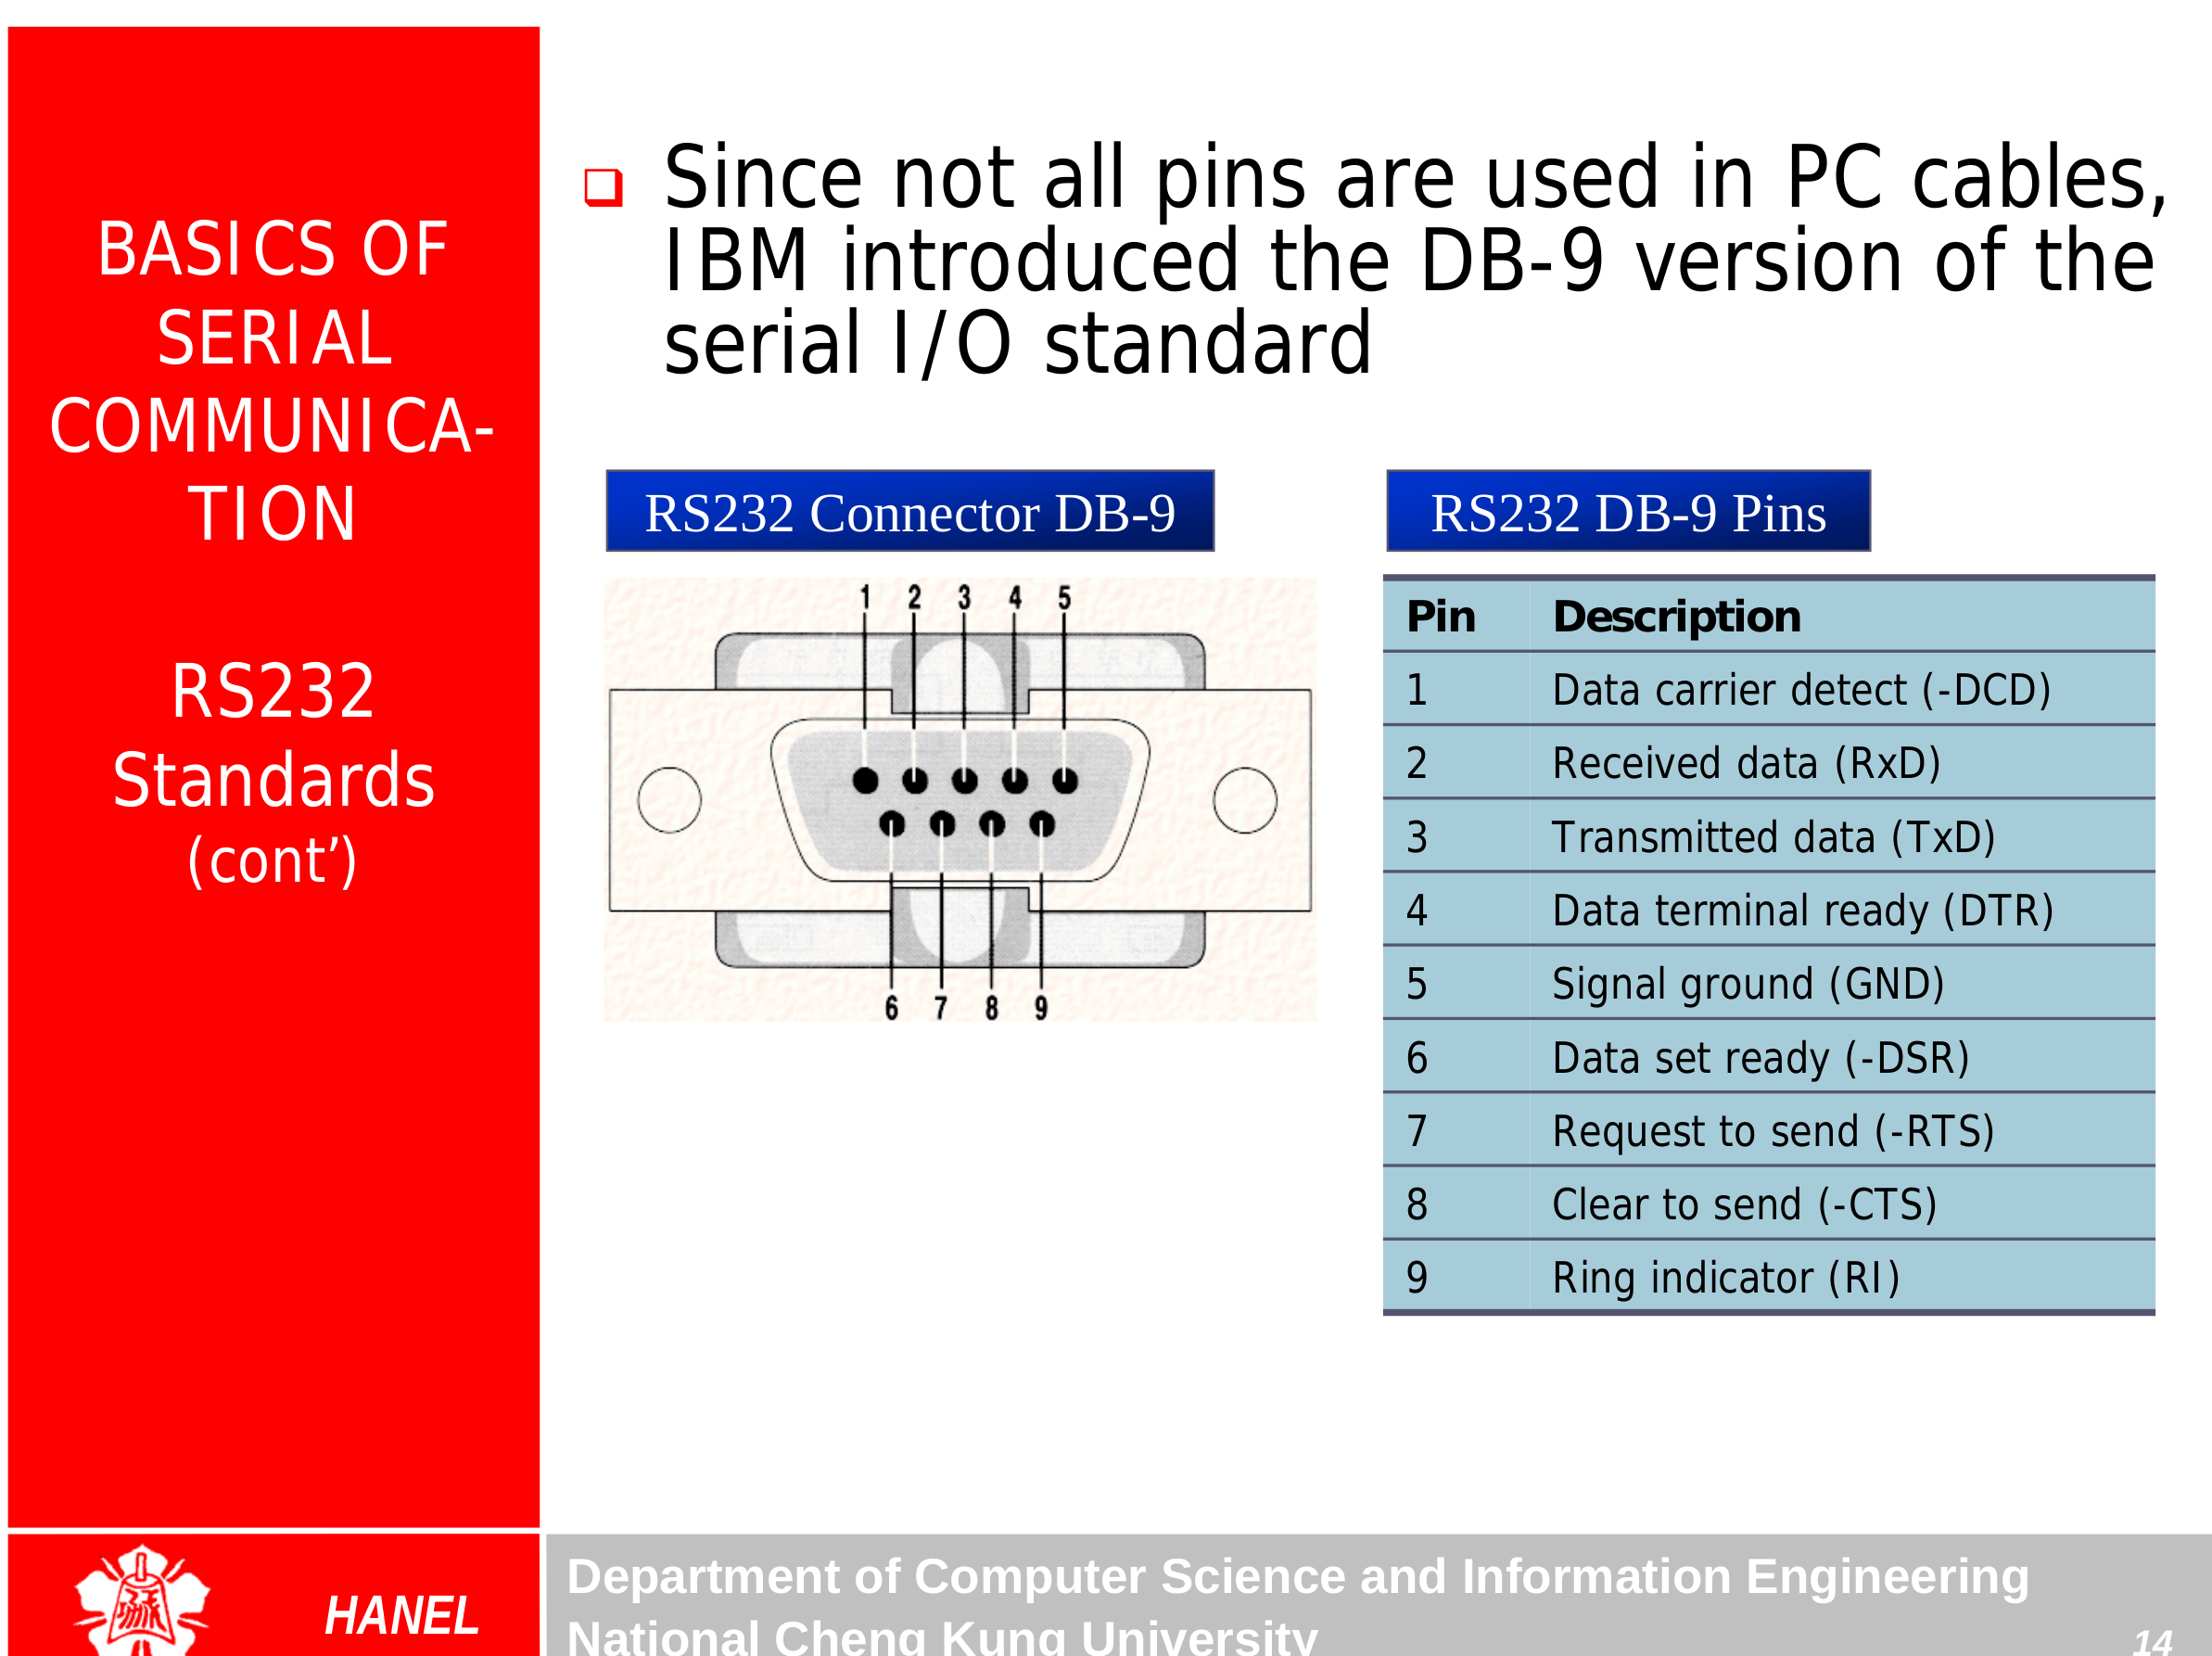 BASICS OF
SERIAL
COMMUNICA-
TION
RS232
Standards
(cont’)
❑ Since not all pins are used in PC cables,
IBM introduced the DB-9 version of the
serial I/O standard
RS232 Connector DB-9
1 2 3 4 5
6 7 8 9
RS232 DB-9 Pins
Pin Description
1 Data carrier detect (-DCD)
2 Received data (RxD)
3 Transmitted data (TxD)
4 Data terminal ready (DTR)
5 Signal ground (GND)
6 Data set ready (-DSR)
7 Request to send (-RTS)
8 Clear to send (-CTS)
9 Ring indicator (RI)
HANEL
Department of Computer Science and Information Engineering
National Cheng Kung University
14